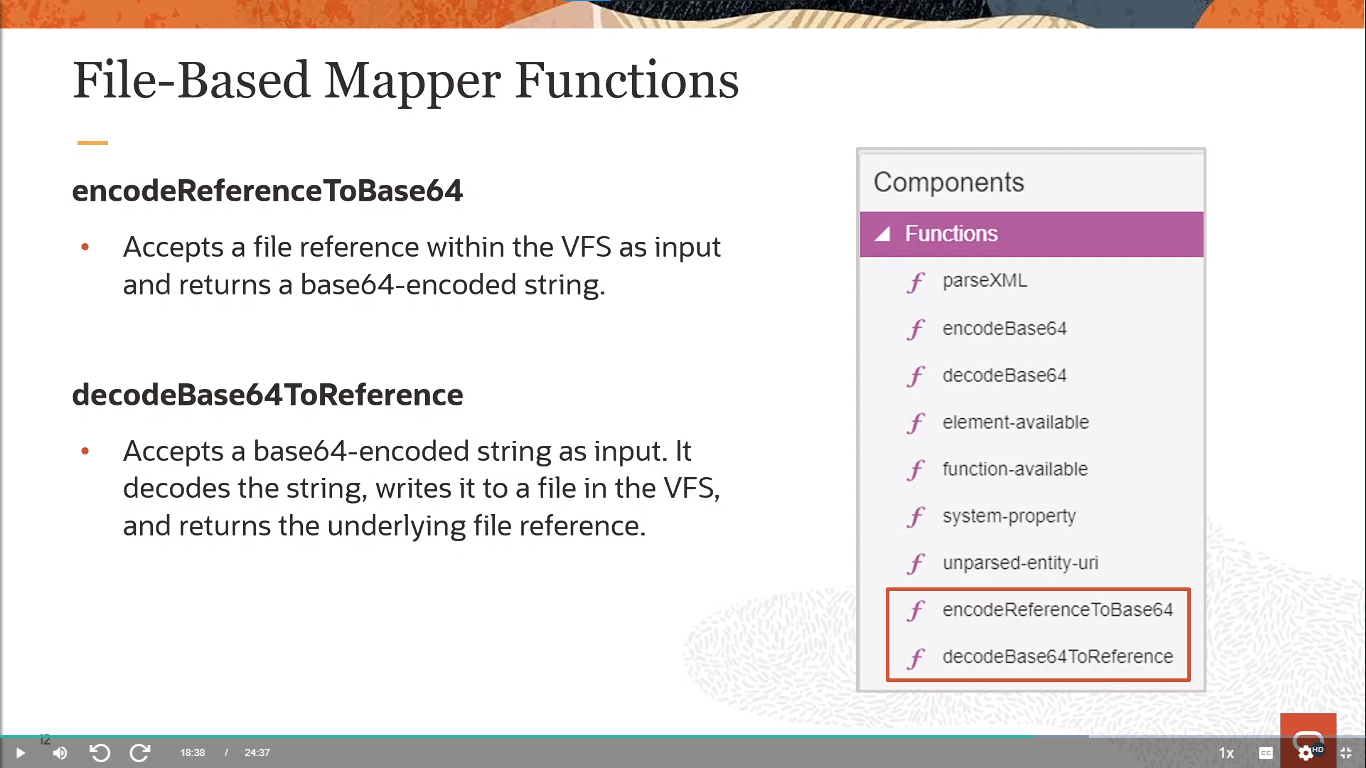 File-Based Mapper Functions
encodeReferenceToBase64
• Accepts a file reference within the VFS as input
and returns a base64-encoded string.
decodeBase64ToReference
• Accepts a base64-encoded string as input. It
decodes the string, writes it to a file in the VFS,
and returns the underlying file reference.
Components
Functions
parseXML
encodeBase64
decodeBase64
element-available
function-available
system-property
unparsed-entity-uri
encodeReferenceToBase64
decodeBase64ToReference
12
18:38 / 24:37
1x
CC
HD